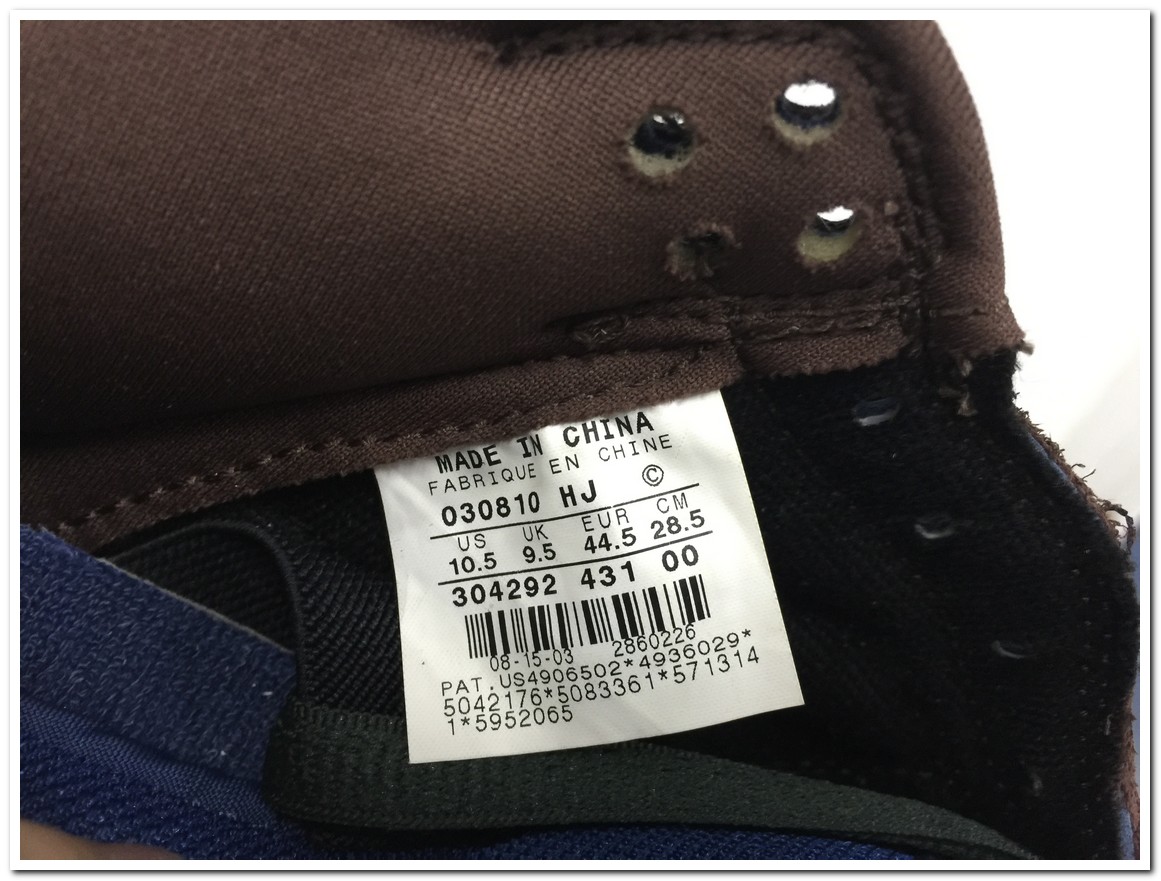 MADE IN CHINA
FABRIQUE EN CHINE
030810 HJ ©
US UK EUR CM
10.5 9.5 44.5 28.5
304292 431 00
08-15-03 2860226
PAT.US4906502*4936029*
5042176*5083361*571314
1*5952065